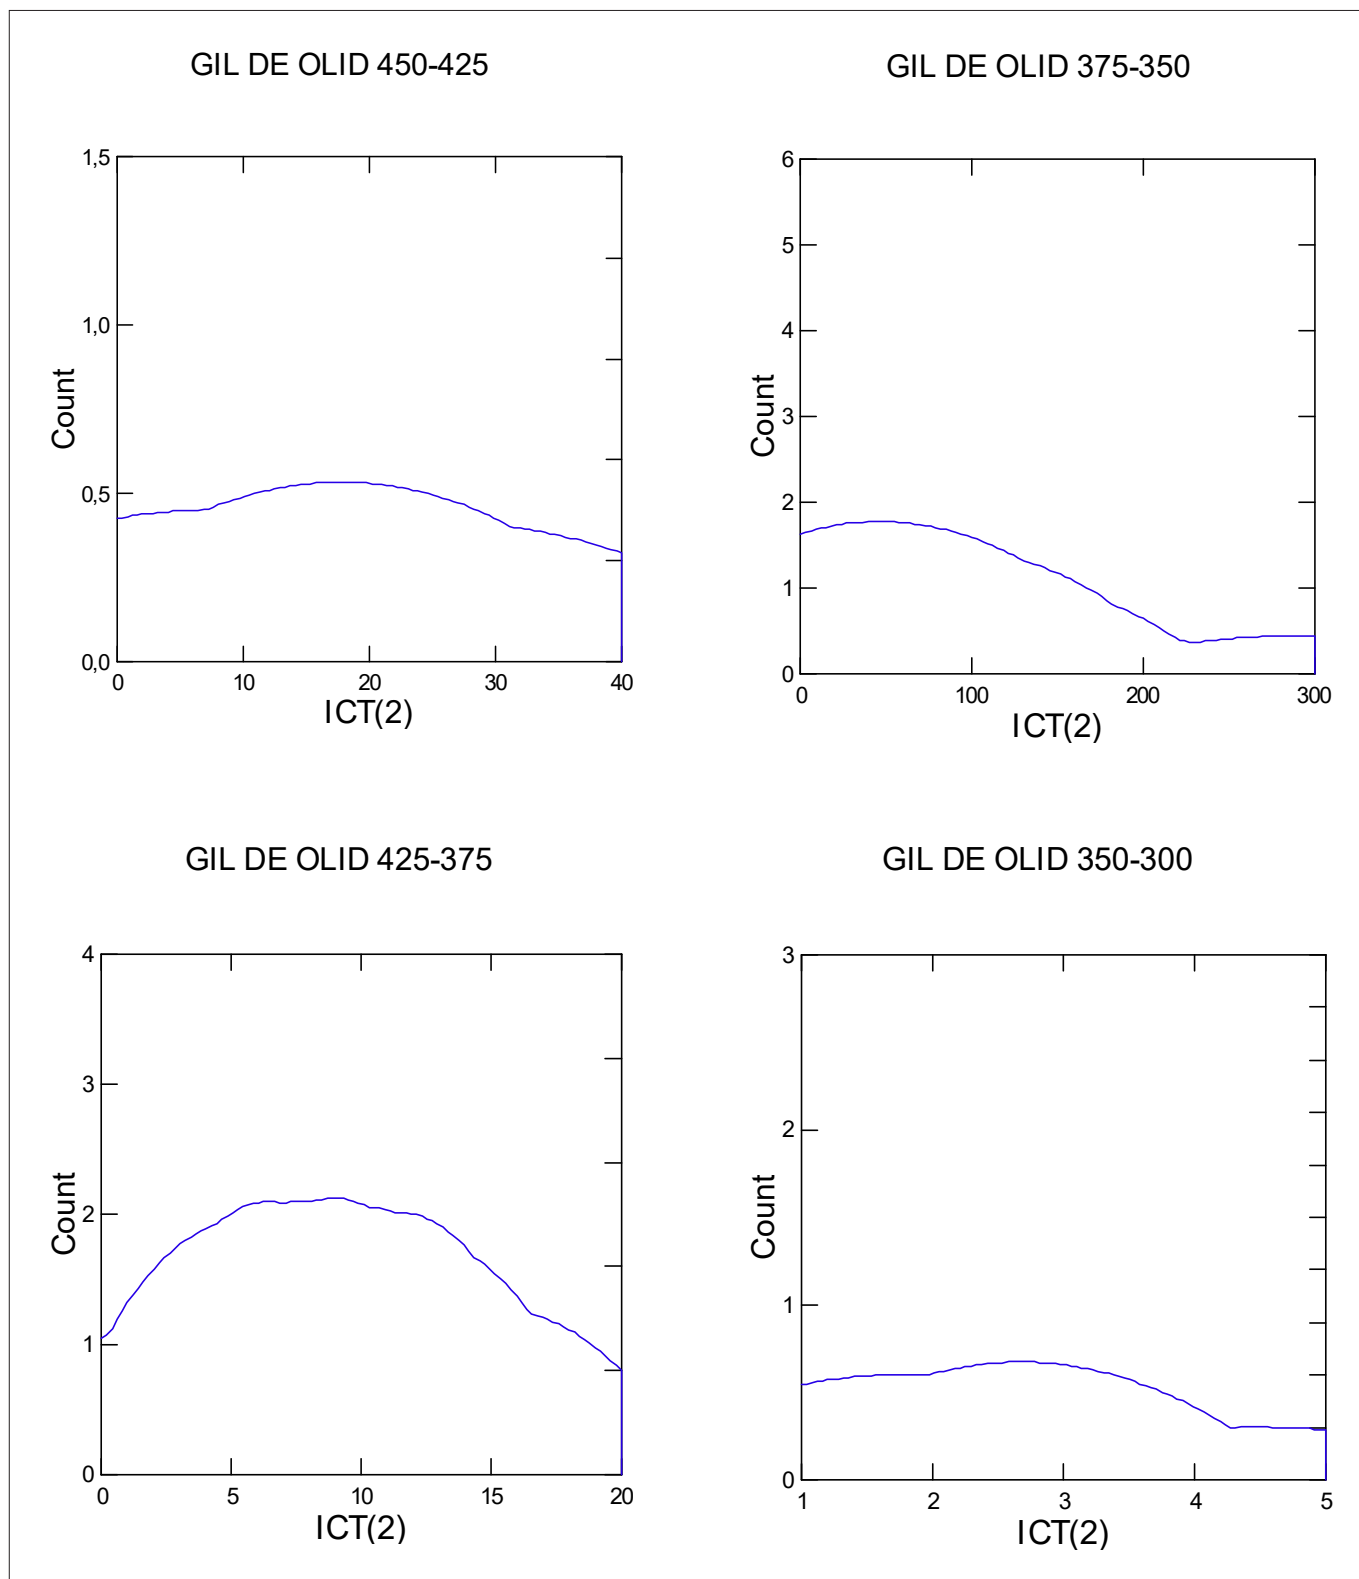 GIL DE OLID 450-425
1,5
1,0
0,5
0,0
Count
0 10 20 30 40
ICT(2)
GIL DE OLID 375-350
6
5
4
3
2
1
0
Count
0 100 200 300
ICT(2)
GIL DE OLID 425-375
4
3
2
1
0
Count
0 5 10 15 20
ICT(2)
GIL DE OLID 350-300
3
2
1
0
Count
1 2 3 4 5
ICT(2)